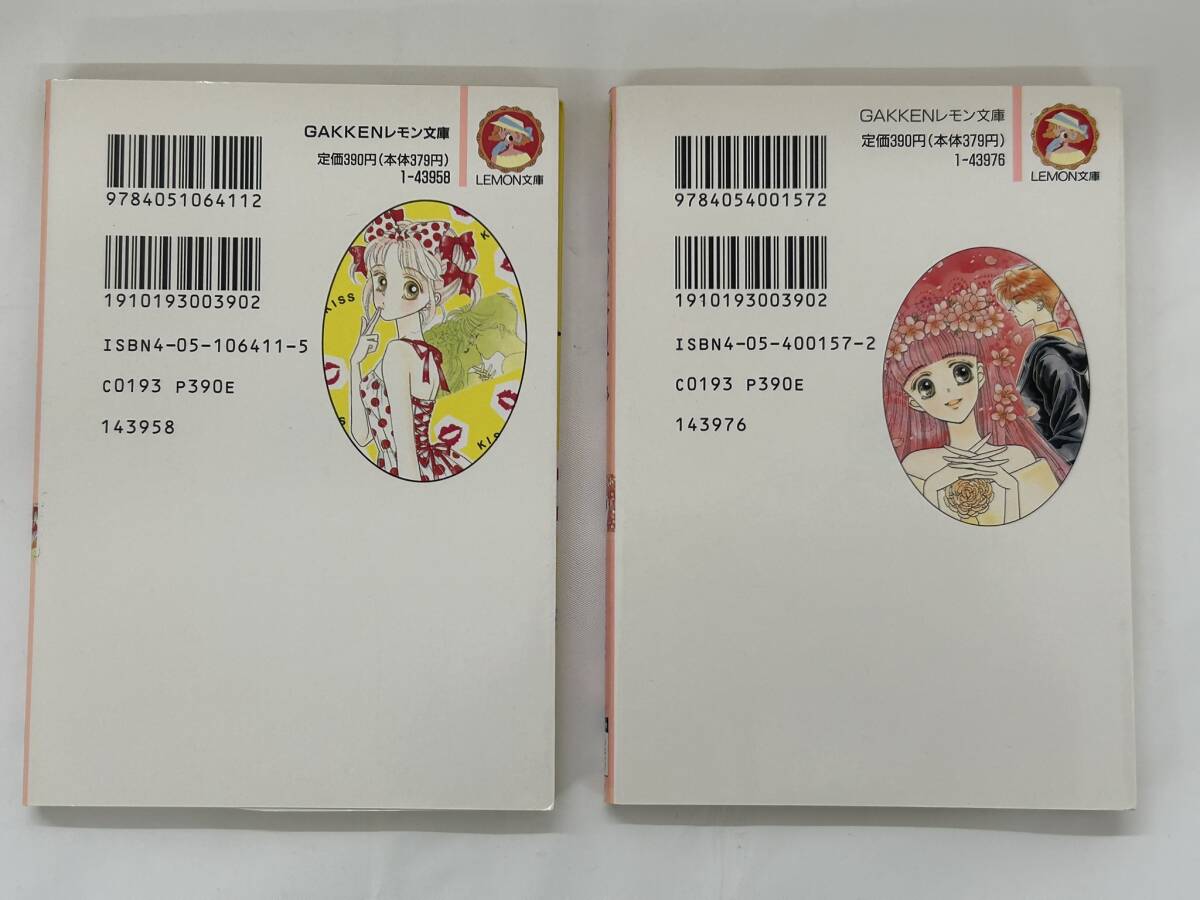 GAKKENレモン文庫
定価390円(本体379円)
1-43958
LEMON文庫
9784051064112
1910193003902
ISBN4-05-106411-5
C0193 P390E
143958
KISS
KISS
GAKKENレモン文庫
定価390円(本体379円)
1-43976
LEMON文庫
9784054001572
1910193003902
ISBN4-05-400157-2
C0193 P390E
143976